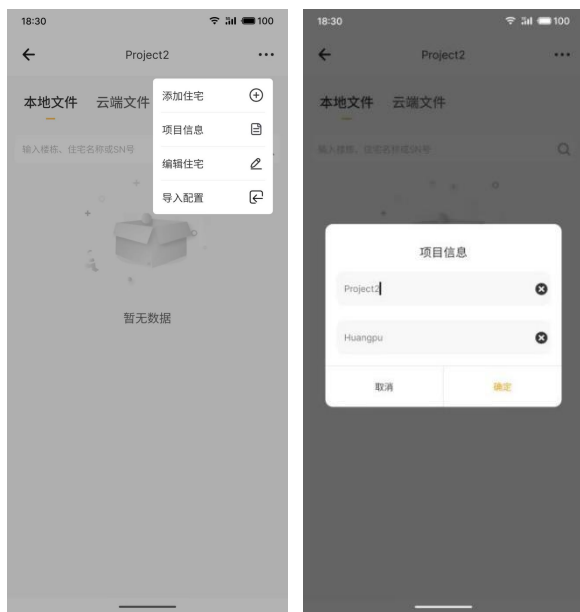 18:30
100
Project2
本地文件
云端文件
添加住宅
项目信息
编辑住宅
导入配置
输入楼栋、住宅名称或SN号
暂无数据
18:30
100
Project2
本地文件
云端文件
输入楼栋、住宅名称或SN号
项目信息
Project2
Huangpu
取消
确定